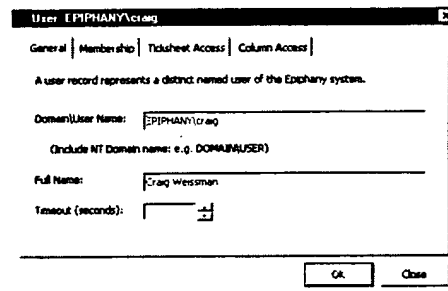 User EPIPHANY\craig
General Membership Ticksheet Access Column Access
A user record represents a distinct named user of the Epiphany system.
Domain\User Name: EPIPHANY\craig
(Include NT Domain name: e.g. DOMAIN\USER)
Full Name: Craig Weissman
Timeout (seconds):
OK Close